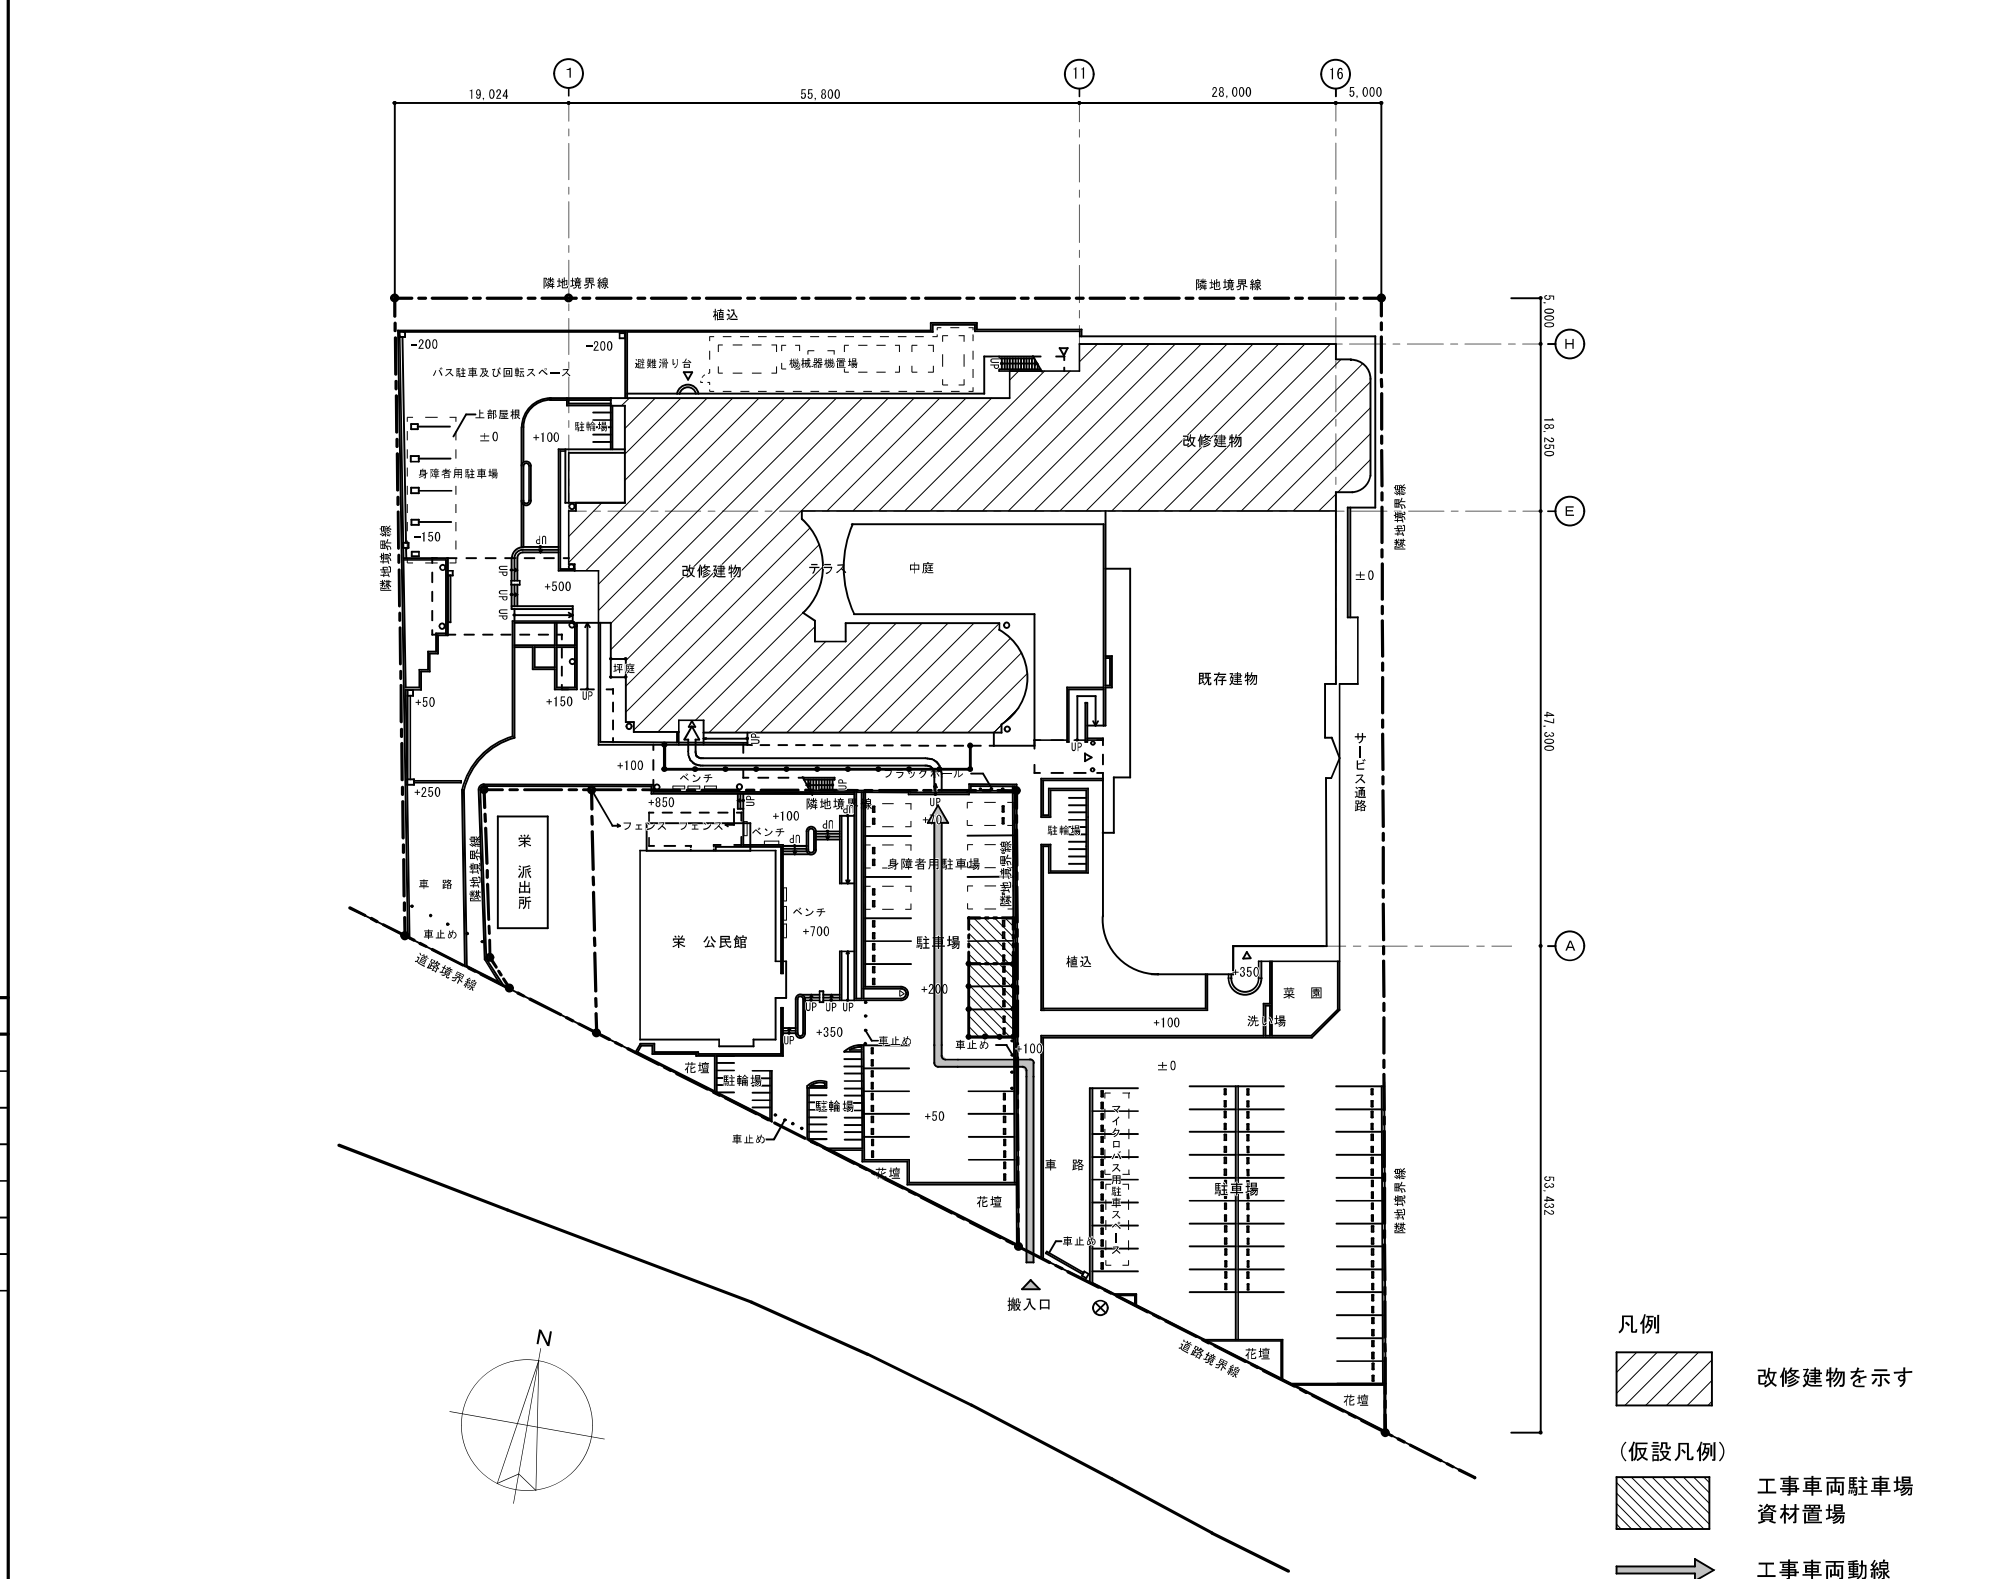 1
11
16
19,024
55,800
28,000
5,000
隣地境界線
隣地境界線
植込
5,000
H
-200
-200
避難滑り台
機械器機置場
UP
バス駐車及び回転スペース
上部屋根
±0
+100
駐輪場
改修建物
18,250
身障者用駐車場
隣地境界線
E
-150
UP
隣地境界線
UP
+500
UP
UP
改修建物
テラス
中庭
±0
坪庭
既存建物
+50
+150
UP
47,300
サービス通路
UP
UP
+100
ベンチ
フラッグポール
UP
+250
+850
UP
隣地境界線
UP
+100
UP
フェンス
フェンス
ベンチ
UP
UP
駐輪場
栄
派
出
所
隣地境界線
身障者用駐車場
隣地境界線
車 路
ベンチ
+700
車止め
栄 公民館
駐車場
A
植込
道路境界線
+350
+200
菜 園
UP
UP
UP
+100
洗い場
UP
+350
車止め
車止め
+100
±0
花壇
駐輪場
駐輪場
+50
マイクロバス用駐車スペース
車止め
車 路
花壇
駐車場
隣地境界線
53,432
花壇
車止め
搬入口
道路境界線
花壇
花壇
N
凡例
改修建物を示す
(仮設凡例)
工事車両駐車場
資材置場
工事車両動線